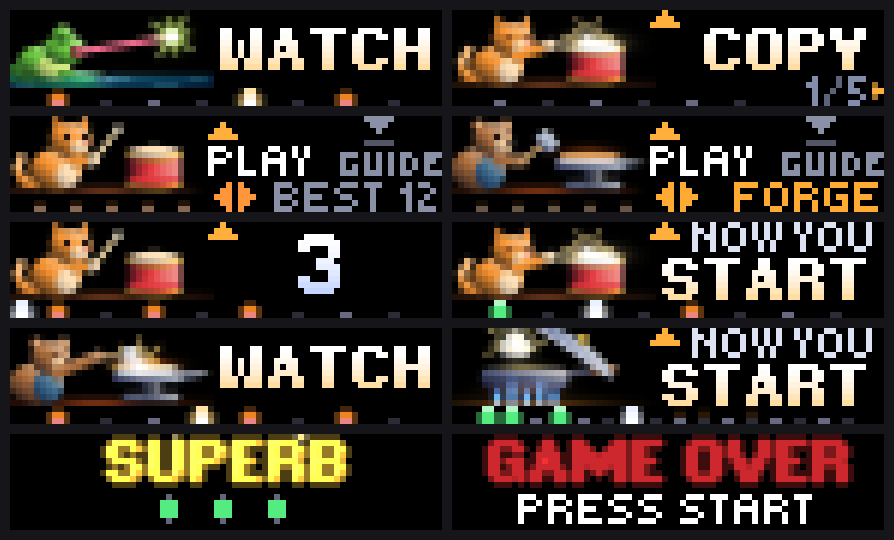 WATCH
COPY
1/5
PLAY GUIDE
BEST 12
PLAY GUIDE
FORGE
3
NOW YOU
START
WATCH
NOW YOU
START
SUPERB
GAME OVER
PRESS START